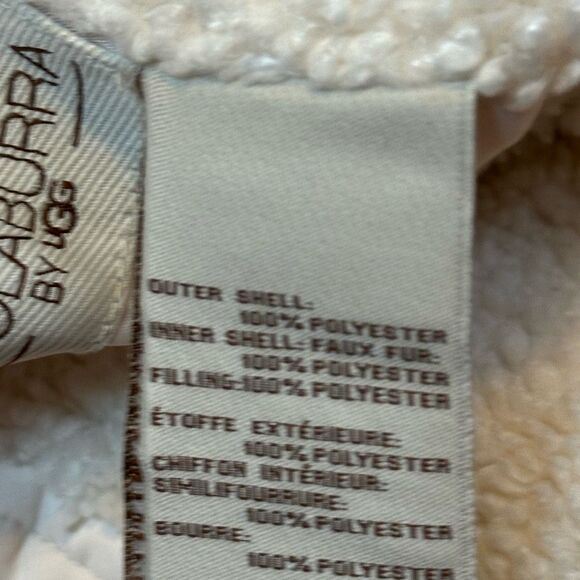 OLABURRA
BY UGG
OUTER SHELL:
100% POLYESTER
INNER SHELL: FAUX FUR:
100% POLYESTER
FILLING:100% POLYESTER
ÉTOFFE EXTÉRIEURE:
100% POLYESTER
CHIFFON INTÉRIEUR:
SIMILIFOURRURE:
100% POLYESTER
BOURRE:
100% POLYESTER